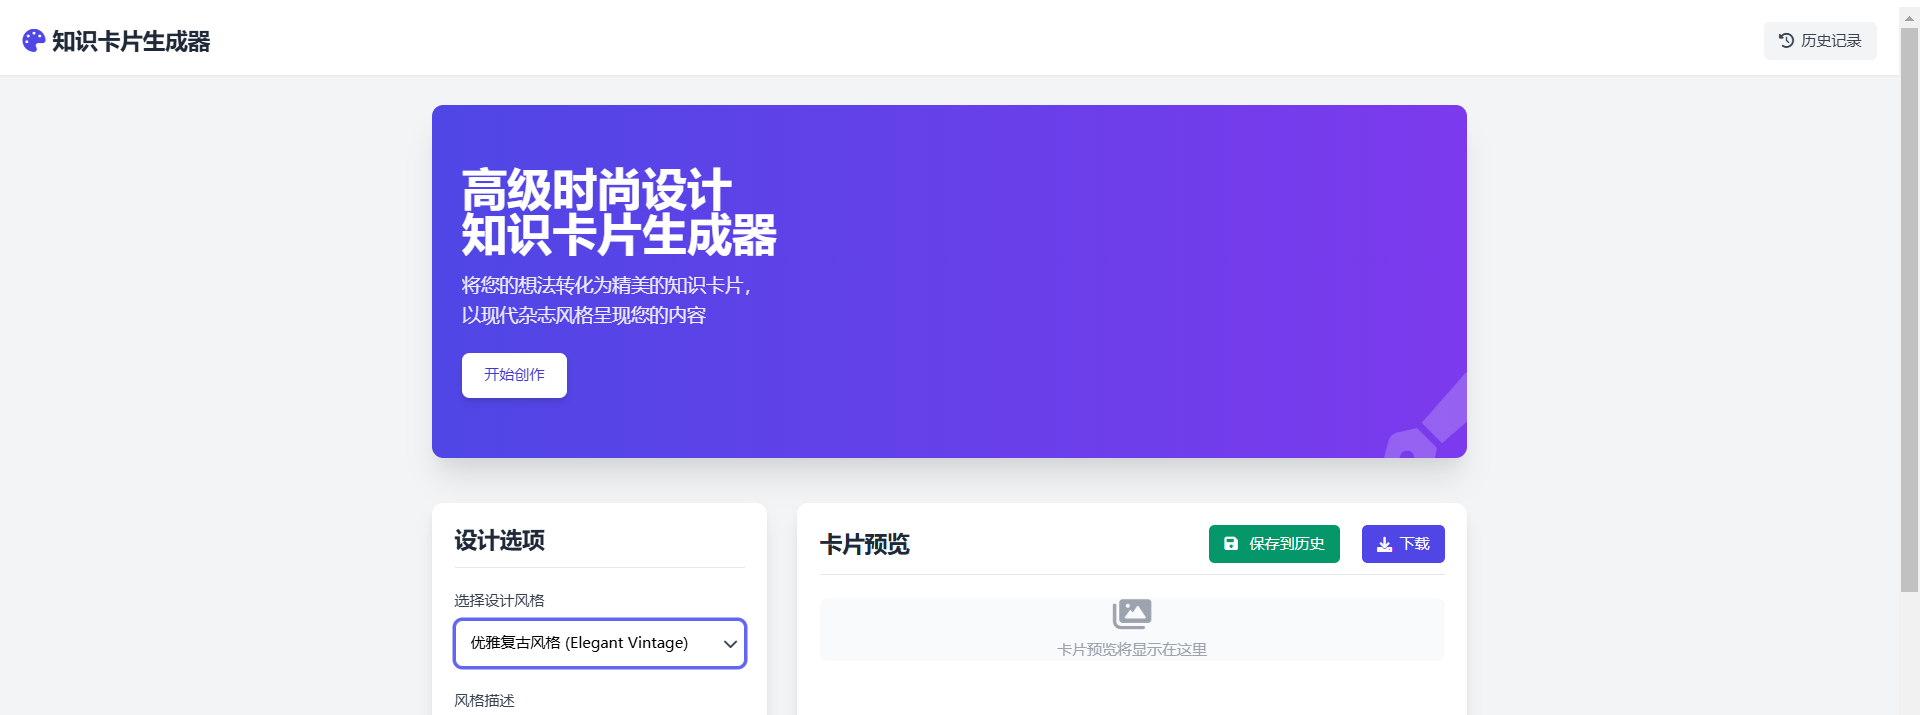 知识卡片生成器
历史记录
高级时尚设计
知识卡片生成器
将您的想法转化为精美的知识卡片，
以现代杂志风格呈现您的内容
开始创作
设计选项
选择设计风格
优雅复古风格 (Elegant Vintage)
风格描述
卡片预览
保存到历史
下载
卡片预览将显示在这里